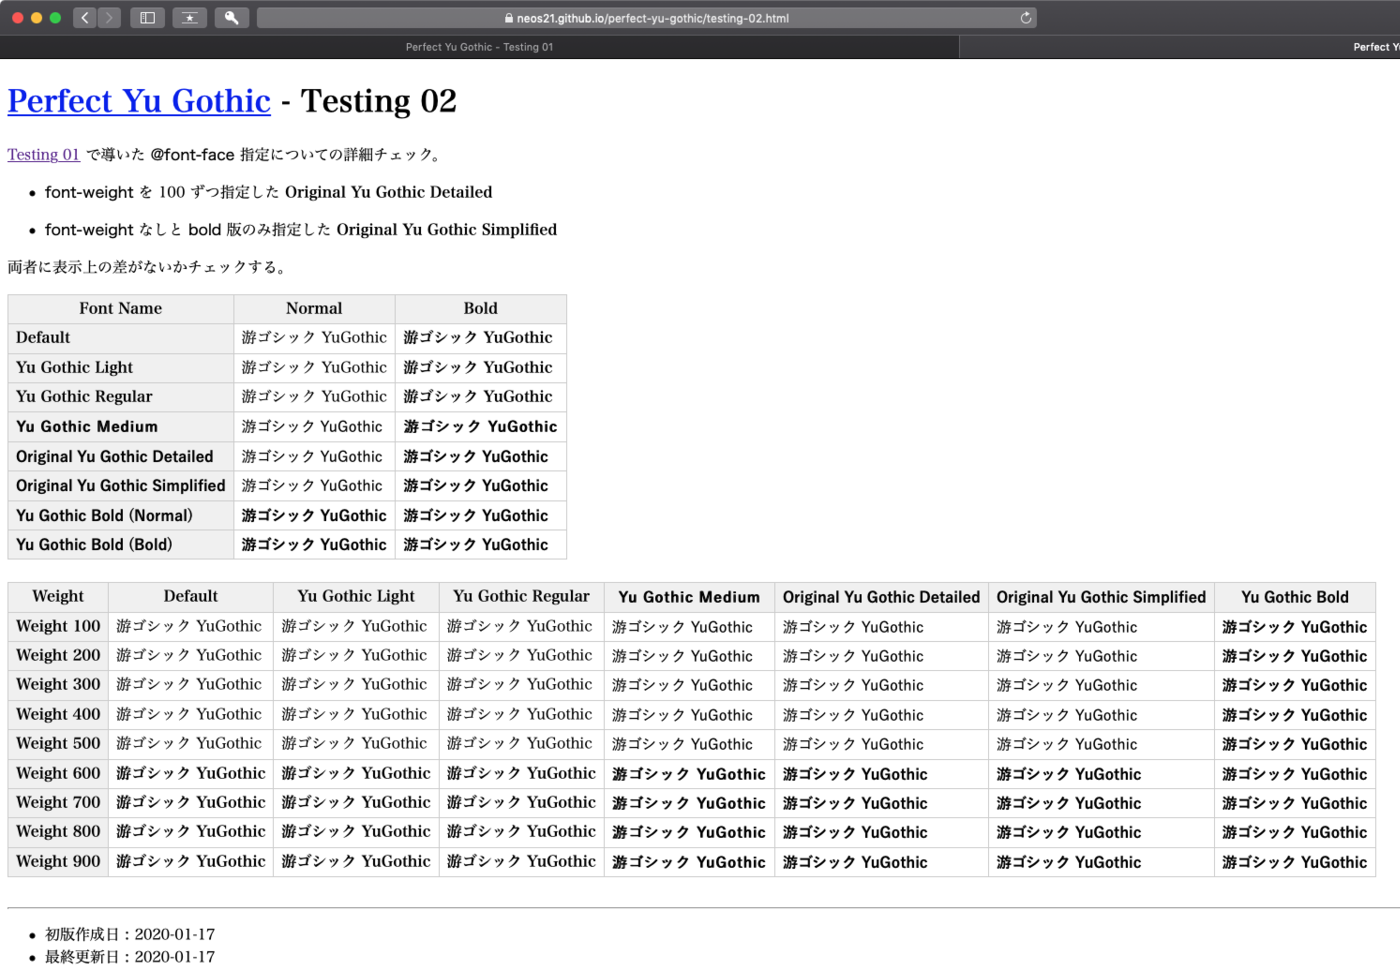 neos21.github.io/perfect-yu-gothic/testing-02.html
Perfect Yu Gothic - Testing 01
Perfect Y
Perfect Yu Gothic - Testing 02
Testing 01 で導いた @font-face 指定についての詳細チェック。
• font-weight を 100 ずつ指定した Original Yu Gothic Detailed
• font-weight なしと bold 版のみ指定した Original Yu Gothic Simplified
両者に表示上の差がないかチェックする。
Font Name Normal Bold
Default 游ゴシック YuGothic 游ゴシック YuGothic
Yu Gothic Light 游ゴシック YuGothic 游ゴシック YuGothic
Yu Gothic Regular 游ゴシック YuGothic 游ゴシック YuGothic
Yu Gothic Medium 游ゴシック YuGothic 游ゴシック YuGothic
Original Yu Gothic Detailed 游ゴシック YuGothic 游ゴシック YuGothic
Original Yu Gothic Simplified 游ゴシック YuGothic 游ゴシック YuGothic
Yu Gothic Bold (Normal) 游ゴシック YuGothic 游ゴシック YuGothic
Yu Gothic Bold (Bold) 游ゴシック YuGothic 游ゴシック YuGothic
Weight Default Yu Gothic Light Yu Gothic Regular Yu Gothic Medium Original Yu Gothic Detailed Original Yu Gothic Simplified Yu Gothic Bold
Weight 100 游ゴシック YuGothic 游ゴシック YuGothic 游ゴシック YuGothic 游ゴシック YuGothic 游ゴシック YuGothic 游ゴシック YuGothic 游ゴシック YuGothic
Weight 200 游ゴシック YuGothic 游ゴシック YuGothic 游ゴシック YuGothic 游ゴシック YuGothic 游ゴシック YuGothic 游ゴシック YuGothic 游ゴシック YuGothic
Weight 300 游ゴシック YuGothic 游ゴシック YuGothic 游ゴシック YuGothic 游ゴシック YuGothic 游ゴシック YuGothic 游ゴシック YuGothic 游ゴシック YuGothic
Weight 400 游ゴシック YuGothic 游ゴシック YuGothic 游ゴシック YuGothic 游ゴシック YuGothic 游ゴシック YuGothic 游ゴシック YuGothic 游ゴシック YuGothic
Weight 500 游ゴシック YuGothic 游ゴシック YuGothic 游ゴシック YuGothic 游ゴシック YuGothic 游ゴシック YuGothic 游ゴシック YuGothic 游ゴシック YuGothic
Weight 600 游ゴシック YuGothic 游ゴシック YuGothic 游ゴシック YuGothic 游ゴシック YuGothic 游ゴシック YuGothic 游ゴシック YuGothic 游ゴシック YuGothic
Weight 700 游ゴシック YuGothic 游ゴシック YuGothic 游ゴシック YuGothic 游ゴシック YuGothic 游ゴシック YuGothic 游ゴシック YuGothic 游ゴシック YuGothic
Weight 800 游ゴシック YuGothic 游ゴシック YuGothic 游ゴシック YuGothic 游ゴシック YuGothic 游ゴシック YuGothic 游ゴシック YuGothic 游ゴシック YuGothic
Weight 900 游ゴシック YuGothic 游ゴシック YuGothic 游ゴシック YuGothic 游ゴシック YuGothic 游ゴシック YuGothic 游ゴシック YuGothic 游ゴシック YuGothic
• 初版作成日：2020-01-17
• 最終更新日：2020-01-17